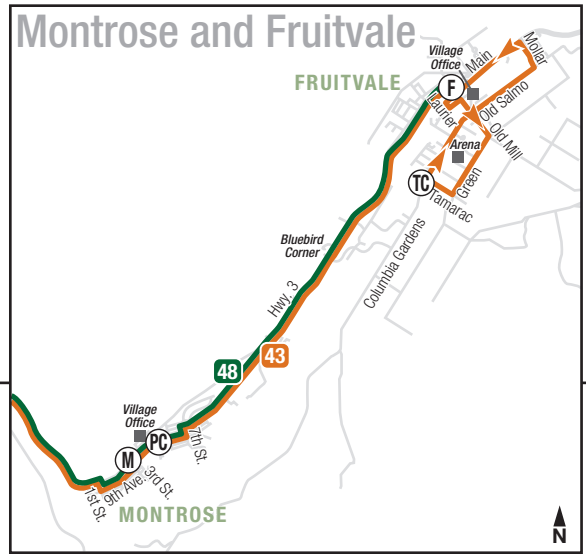 Montrose and Fruitvale
Village
Office
Mollar
Main
FRUITVALE
F
Laurier
Old Salmo
Old Mill
Arena
TC
Green
Tamarac
Bluebird
Corner
Columbia Gardens
Hwy. 3
43
48
Village
Office
PC
7th St.
M
3rd St.
9th Ave.
1st St.
MONTROSE
N